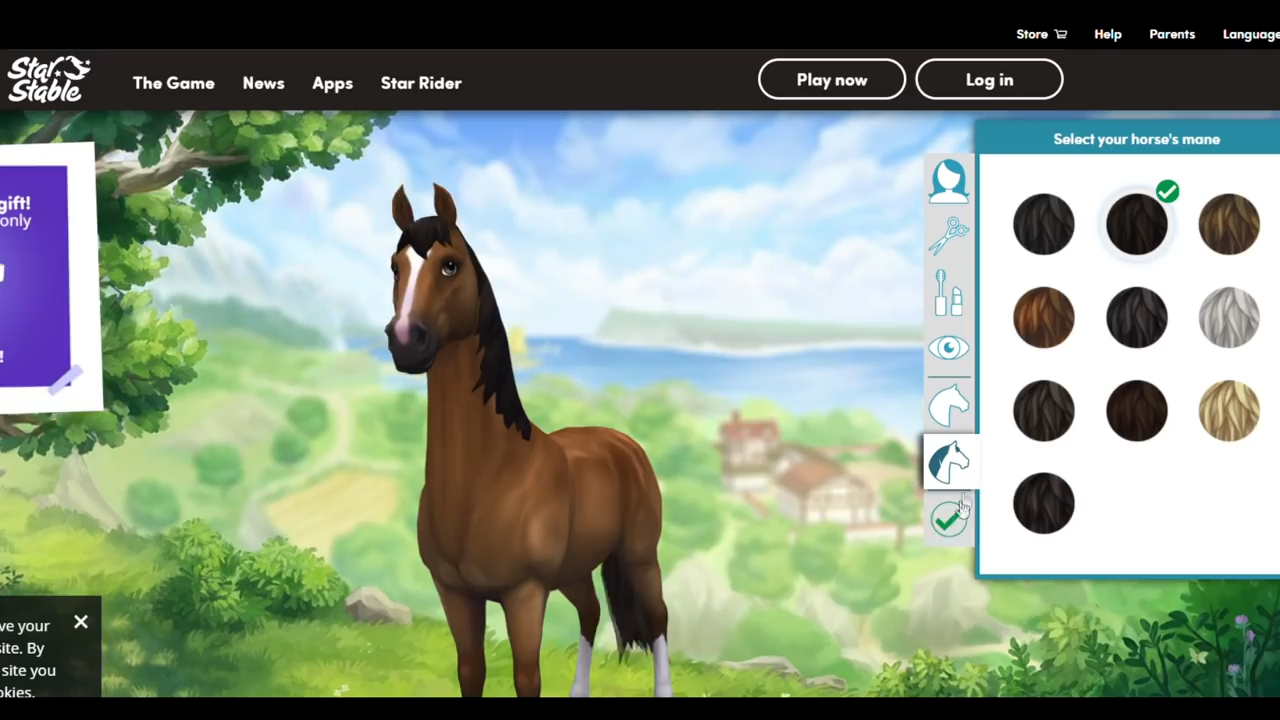 Store
Help
Parents
Language
Star
Stable
The Game
News
Apps
Star Rider
Play now
Log in
Select your horse's mane
gift!
only
!
ve your
site. By
site you
okies.